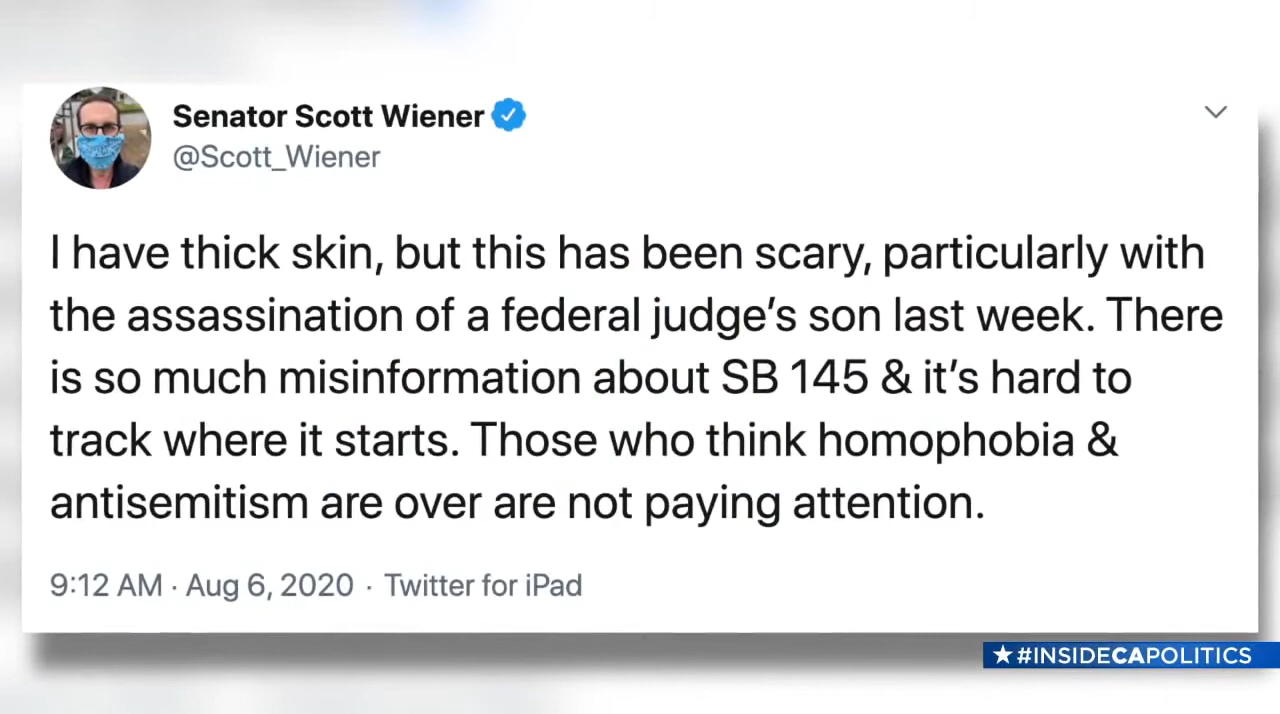 Senator Scott Wiener
@Scott_Wiener
I have thick skin, but this has been scary, particularly with
the assassination of a federal judge’s son last week. There
is so much misinformation about SB 145 & it’s hard to
track where it starts. Those who think homophobia &
antisemitism are over are not paying attention.
9:12 AM · Aug 6, 2020 · Twitter for iPad
★#INSIDECAPOLITICS